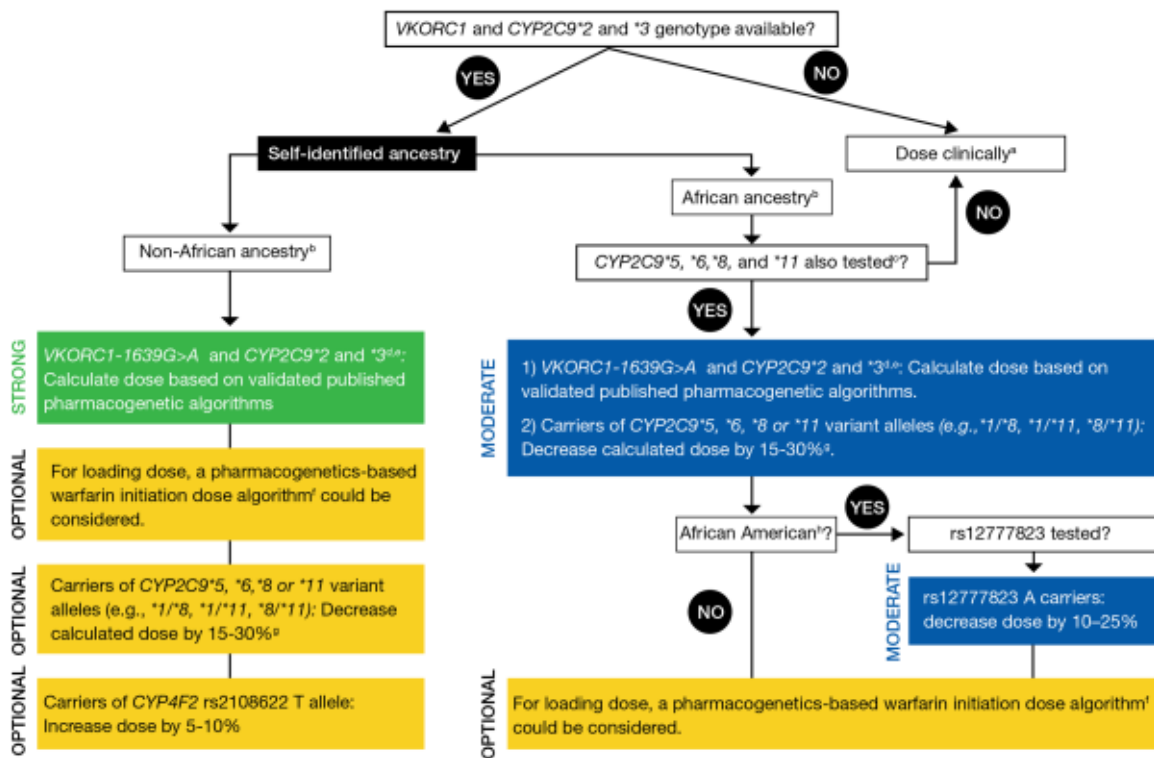 VKORC1 and CYP2C9*2 and *3 genotype available?
YES
NO
Self-identified ancestry
Dose clinicallyᵃ
African ancestryᵇ
NO
Non-African ancestryᵇ
CYP2C9*5, *6,*8, and *11 also testedᶜ?
YES
STRONG
VKORC1-1639G>A and CYP2C9*2 and *3ᵈ,ᵉ:
Calculate dose based on validated published
pharmacogenetic algorithms
MODERATE
1) VKORC1-1639G>A and CYP2C9*2 and *3ᵈ,ᵉ: Calculate dose based on
validated published pharmacogenetic algorithms.
2) Carriers of CYP2C9*5, *6, *8 or *11 variant alleles (e.g.,*1/*8, *1/*11, *8/*11):
Decrease calculated dose by 15-30%ᵍ.
OPTIONAL
For loading dose, a pharmacogenetics-based
warfarin initiation dose algorithmᶠ could be
considered.
African Americanʰ?
YES
rs12777823 tested?
OPTIONAL
Carriers of CYP2C9*5, *6,*8 or *11 variant
alleles (e.g., *1/*8, *1/*11, *8/*11): Decrease
calculated dose by 15-30%ᵍ
NO
MODERATE
rs12777823 A carriers:
decrease dose by 10–25%
OPTIONAL
Carriers of CYP4F2 rs2108622 T allele:
Increase dose by 5-10%
OPTIONAL
For loading dose, a pharmacogenetics-based warfarin initiation dose algorithmᶠ
could be considered.